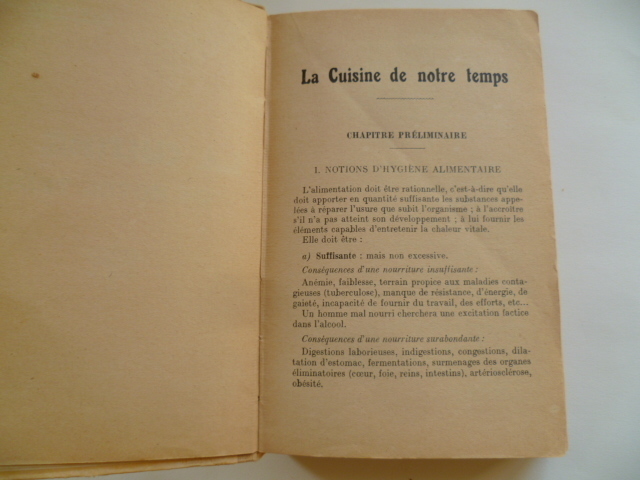 La Cuisine de notre temps
CHAPITRE PRÉLIMINAIRE
I. NOTIONS D'HYGIÈNE ALIMENTAIRE
L'alimentation doit être rationnelle, c'est-à-dire qu'elle
doit apporter en quantité suffisante les substances appe-
lées à réparer l'usure que subit l'organisme ; à l'accroître
s'il n'a pas atteint son développement ; à lui fournir les
éléments capables d'entretenir la chaleur vitale.
Elle doit être :
a) Suffisante : mais non excessive.
Conséquences d'une nourriture insuffisante :
Anémie, faiblesse, terrain propice aux maladies conta-
gieuses (tuberculose), manque de résistance, d'énergie, de
gaieté, incapacité de fournir du travail, des efforts, etc...
Un homme mal nourri cherchera une excitation factice
dans l'alcool.
Conséquences d'une nourriture surabondante :
Digestions laborieuses, indigestions, congestions, dila-
tation d'estomac, fermentations, surmenages des organes
éliminatoires (cœur, foie, reins, intestins), artériosclérose,
obésité.